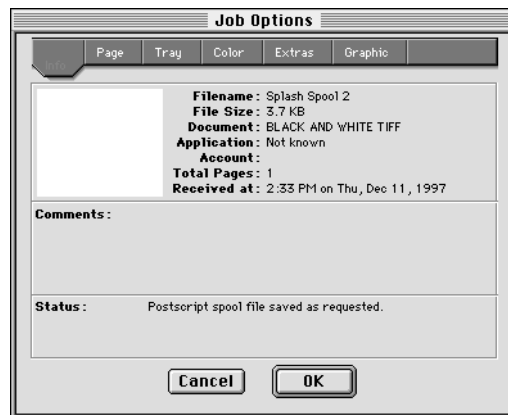 Job Options
Info Page Tray Color Extras Graphic
Filename: Splash Spool 2
File Size: 3.7 KB
Document: BLACK AND WHITE TIFF
Application: Not known
Account:
Total Pages: 1
Received at: 2:33 PM on Thu, Dec 11, 1997
Comments:
Status: Postscript spool file saved as requested.
Cancel OK